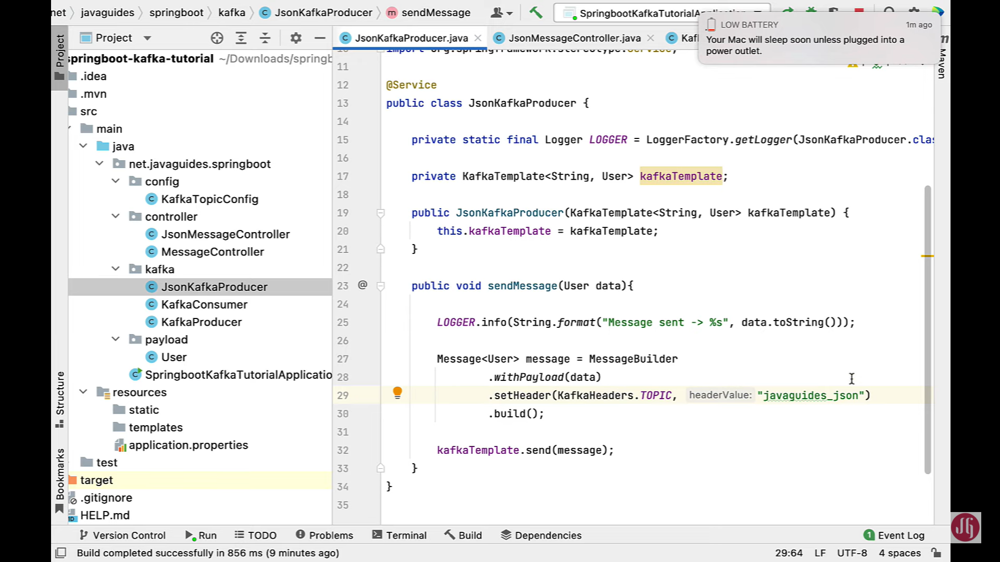 net
javaguides
springboot
kafka
JsonKafkaProducer
sendMessage
SpringbootKafkaTutorialApplication
LOW BATTERY
1m ago
Your Mac will sleep soon unless plugged into a
power outlet.
Project
Project
JsonKafkaProducer.java
JsonMessageController.java
Kaf
Maven
springboot-kafka-tutorial ~/Downloads/springb
.idea
.mvn
src
main
java
net.javaguides.springboot
config
KafkaTopicConfig
controller
JsonMessageController
MessageController
kafka
JsonKafkaProducer
KafkaConsumer
KafkaProducer
payload
User
SpringbootKafkaTutorialApplicatio
resources
static
templates
application.properties
test
target
.gitignore
HELP.md
Structure
Bookmarks
10 import org.springframework.stereotype.Service;
11
12 @Service
13 public class JsonKafkaProducer {
14
15 private static final Logger LOGGER = LoggerFactory.getLogger(JsonKafkaProducer.clas
16
17 private KafkaTemplate<String, User> kafkaTemplate;
18
19 public JsonKafkaProducer(KafkaTemplate<String, User> kafkaTemplate) {
20 this.kafkaTemplate = kafkaTemplate;
21 }
22
23 @ public void sendMessage(User data){
24
25 LOGGER.info(String.format("Message sent -> %s", data.toString()));
26
27 Message<User> message = MessageBuilder
28 .withPayload(data)
29 .setHeader(KafkaHeaders.TOPIC, headerValue: "javaguides_json")
30 .build();
31
32 kafkaTemplate.send(message);
33 }
34 }
35
Version Control
Run
TODO
Problems
Terminal
Build
Dependencies
1 Event Log
Build completed successfully in 856 ms (9 minutes ago)
29:64
LF
UTF-8
4 spaces
JG